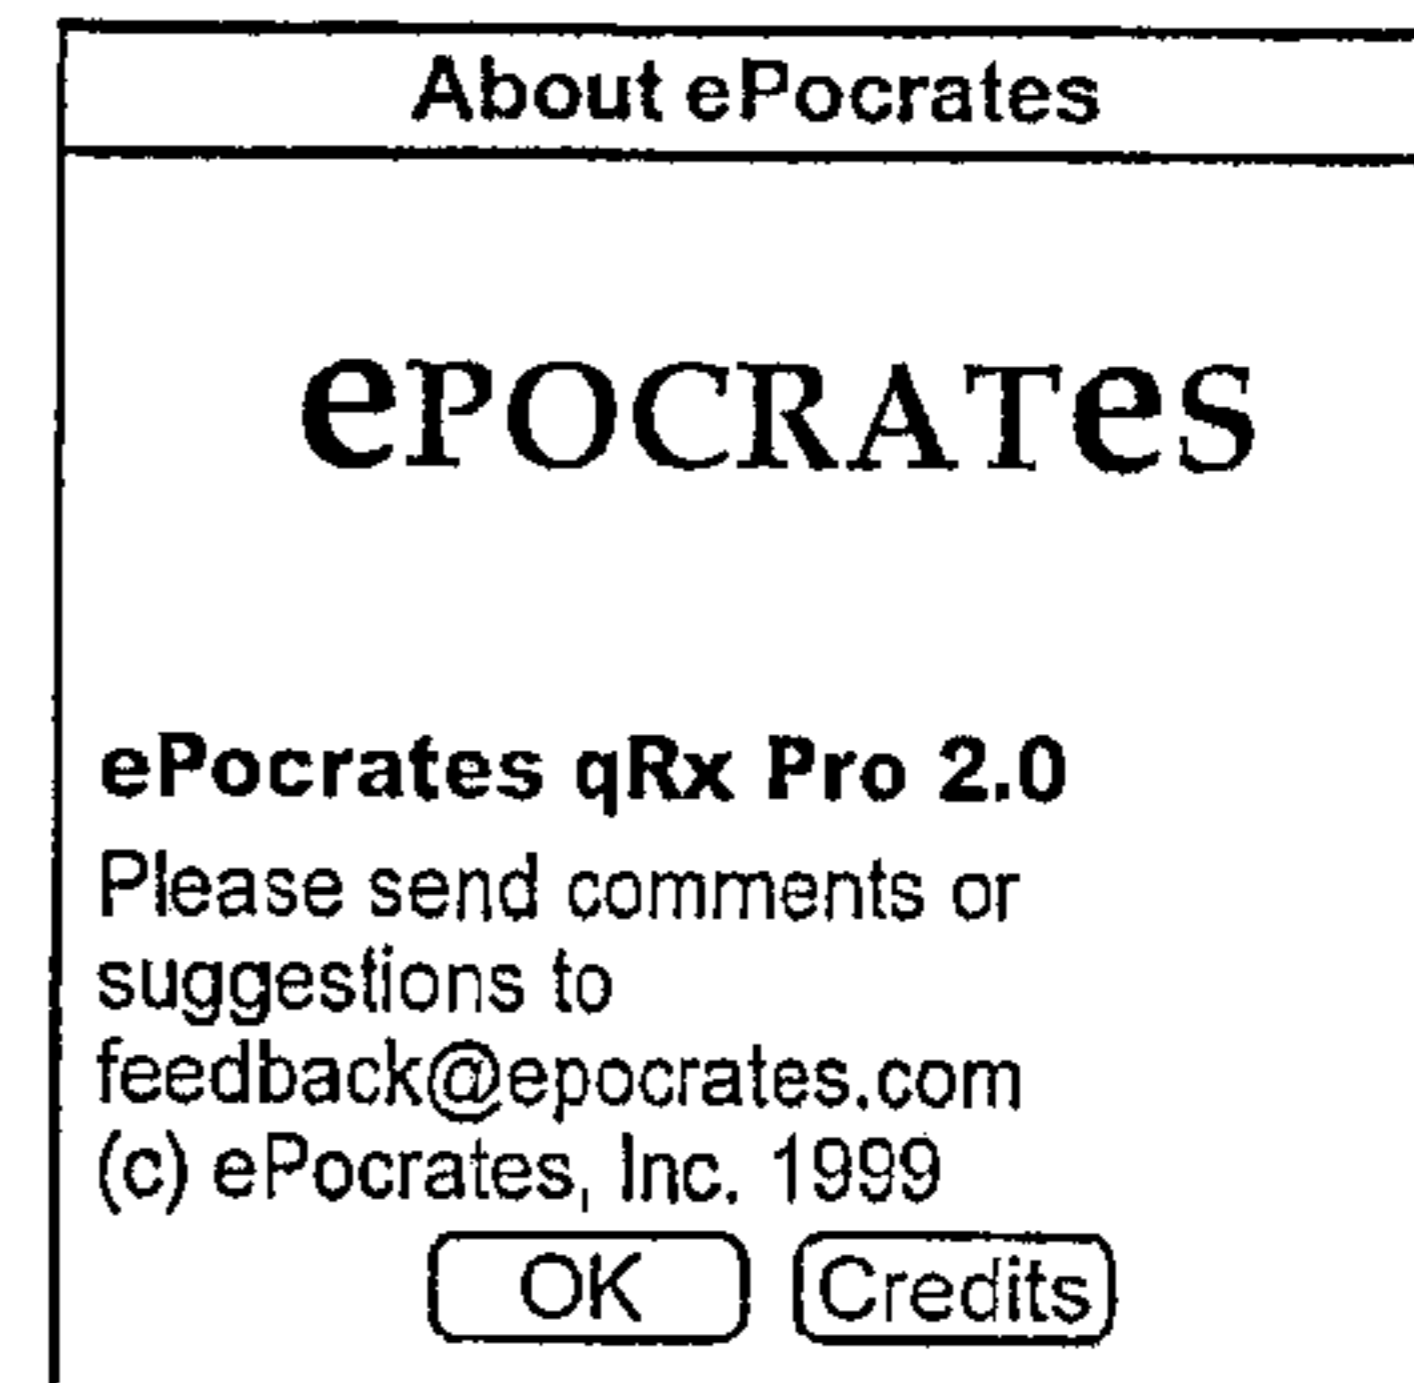 About ePocrates
ePOCRATeS
ePocrates qRx Pro 2.0
Please send comments or
suggestions to
feedback@epocrates.com
(c) ePocrates, Inc. 1999
OK Credits